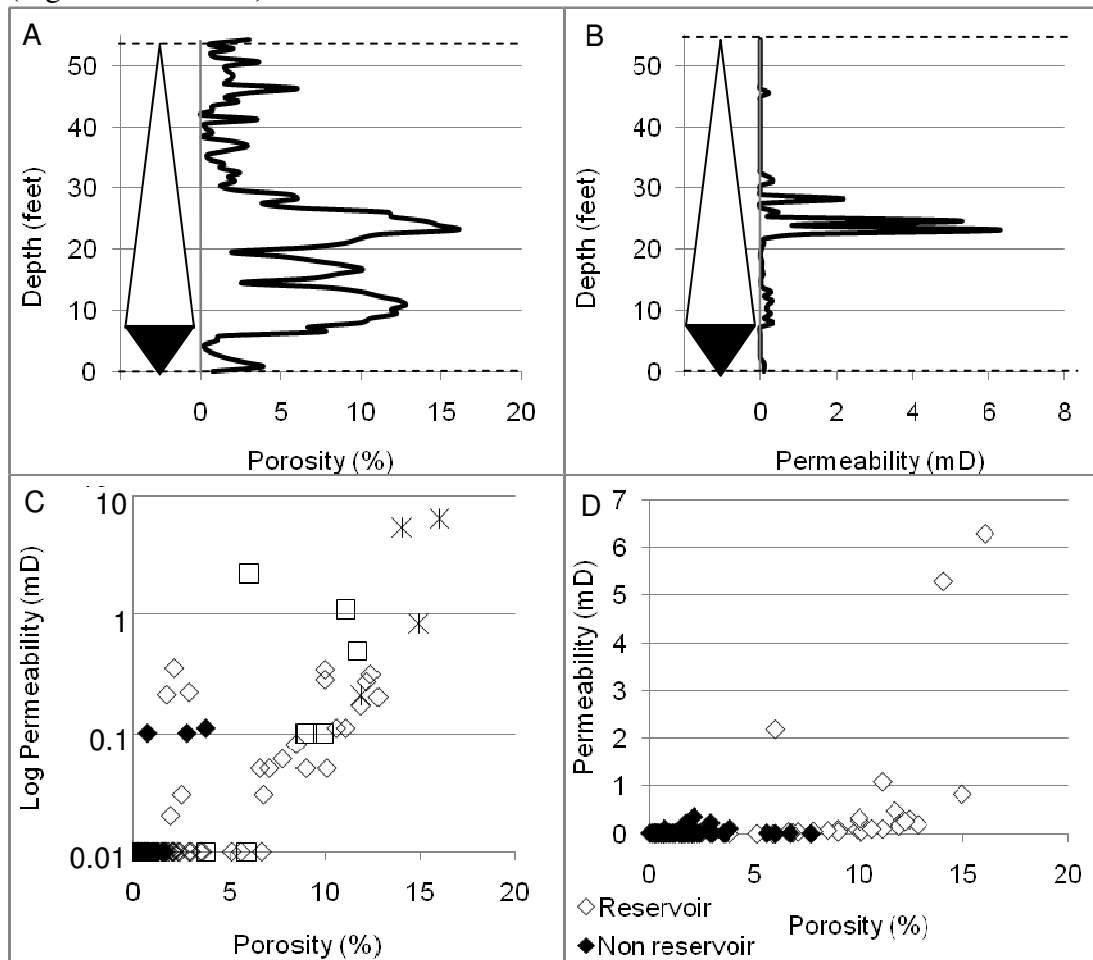 A
Depth (feet)
50
40
30
20
10
0
0 5 10 15 20
Porosity (%)
B
Depth (feet)
50
40
30
20
10
0
0 2 4 6 8
Permeability (mD)
C
Log Permeability (mD)
10
1
0.1
0.01
0 5 10 15 20
Porosity (%)
D
Permeability (mD)
7
6
5
4
3
2
1
0
0 5 10 15 20
Porosity (%)
Reservoir
Non reservoir